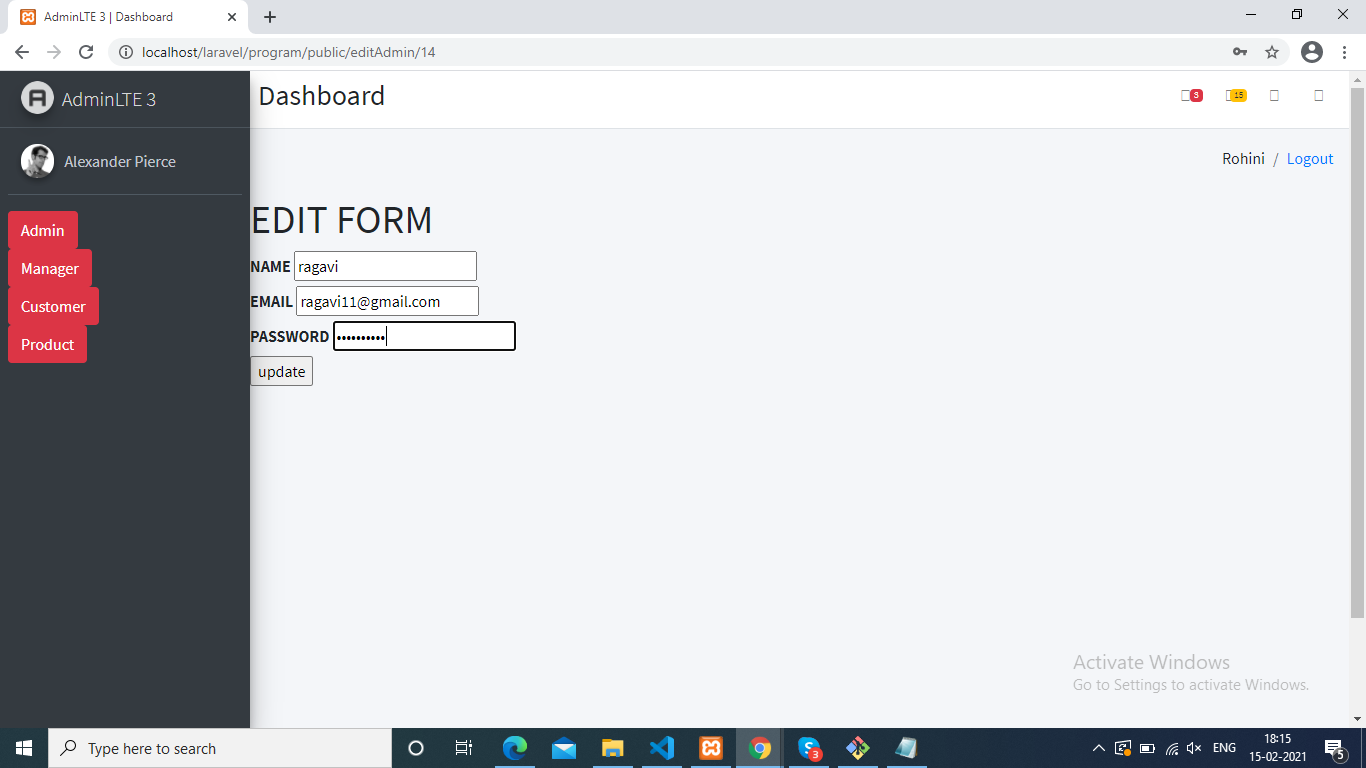 AdminLTE 3 | Dashboard
localhost/laravel/program/public/editAdmin/14
AdminLTE 3
Dashboard
3
15
Alexander Pierce
Rohini / Logout
Admin
Manager
Customer
Product
EDIT FORM
NAME ragavi
EMAIL ragavi11@gmail.com
PASSWORD ••••••••••
update
Activate Windows
Go to Settings to activate Windows.
Type here to search
3
ENG
18:15
15-02-2021
5